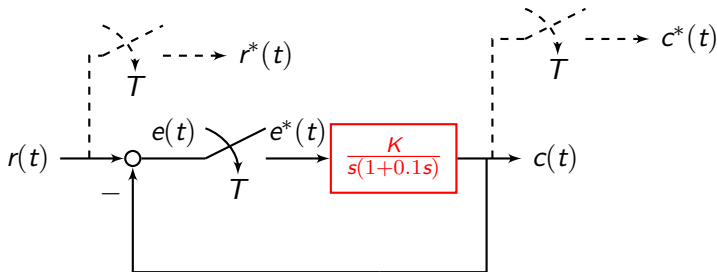 r*(t)
c*(t)
T
T
r(t)
e(t)
e*(t)
K
s(1+0.1s)
c(t)
T
−